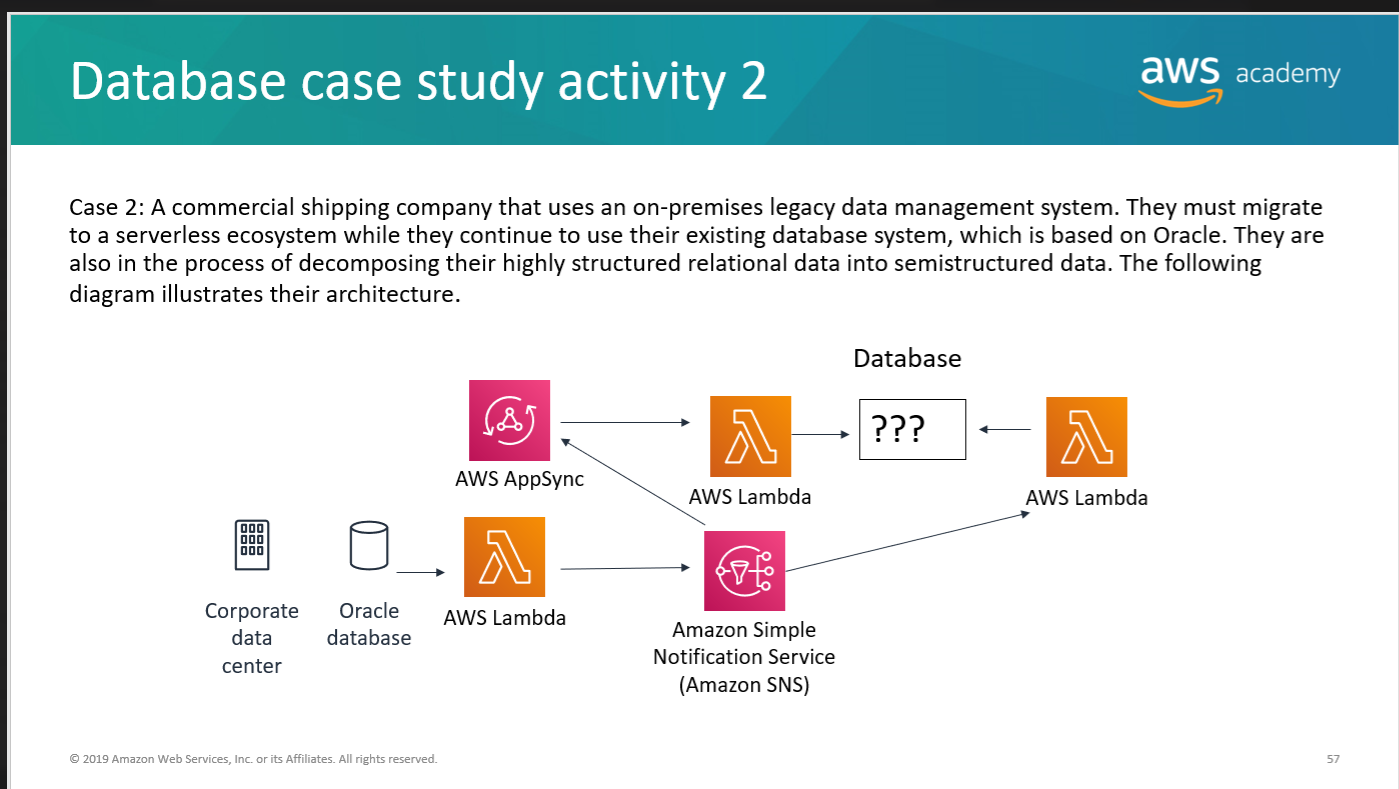 Database case study activity 2
aws academy
Case 2: A commercial shipping company that uses an on-premises legacy data management system. They must migrate
to a serverless ecosystem while they continue to use their existing database system, which is based on Oracle. They are
also in the process of decomposing their highly structured relational data into semistructured data. The following
diagram illustrates their architecture.
Database
???
AWS AppSync
AWS Lambda
AWS Lambda
Corporate
data
center
Oracle
database
AWS Lambda
Amazon Simple
Notification Service
(Amazon SNS)
© 2019 Amazon Web Services, Inc. or its Affiliates. All rights reserved.
57